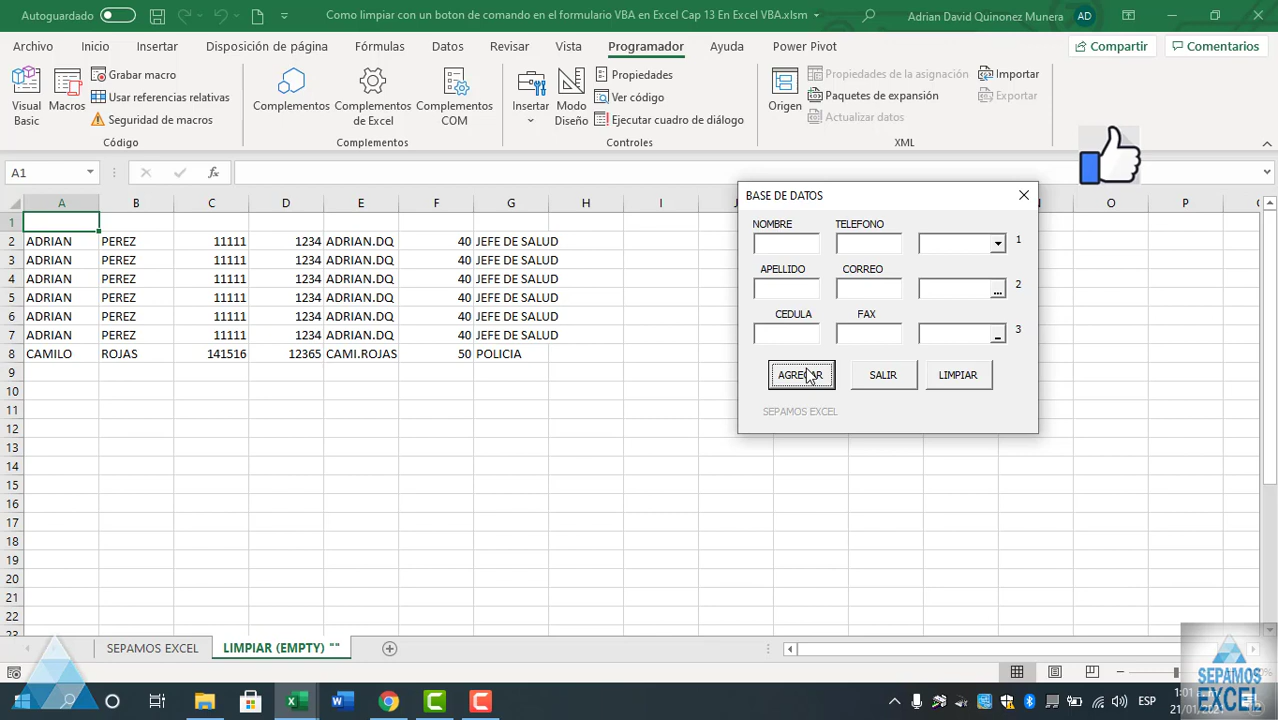 Autoguardado
Como limpiar con un boton de comando en el formulario VBA en Excel Cap 13 En Excel VBA.xlsm
Adrian David Quinonez Munera AD
Archivo Inicio Insertar Disposición de página Fórmulas Datos Revisar Vista Programador Ayuda Power Pivot Compartir Comentarios
Visual Basic
Macros
Grabar macro
Usar referencias relativas
Seguridad de macros
Código
Complementos
Complementos de Excel
Complementos COM
Complementos
Insertar
Modo Diseño
Propiedades
Ver código
Ejecutar cuadro de diálogo
Controles
Origen
Propiedades de la asignación
Paquetes de expansión
Actualizar datos
Importar
Exportar
XML
A1 fx
A B C D E F G H I O P
1
2 ADRIAN PEREZ 11111 1234 ADRIAN.DQ 40 JEFE DE SALUD
3 ADRIAN PEREZ 11111 1234 ADRIAN.DQ 40 JEFE DE SALUD
4 ADRIAN PEREZ 11111 1234 ADRIAN.DQ 40 JEFE DE SALUD
5 ADRIAN PEREZ 11111 1234 ADRIAN.DQ 40 JEFE DE SALUD
6 ADRIAN PEREZ 11111 1234 ADRIAN.DQ 40 JEFE DE SALUD
7 ADRIAN PEREZ 11111 1234 ADRIAN.DQ 40 JEFE DE SALUD
8 CAMILO ROJAS 141516 12365 CAMI.ROJAS 50 POLICIA
9
10
11
12
13
14
15
16
17
18
19
20
21
22
23
BASE DE DATOS
NOMBRE TELEFONO
1
APELLIDO CORREO
... 2
CEDULA FAX
3
AGREGAR SALIR LIMPIAR
SEPAMOS EXCEL
SEPAMOS EXCEL LIMPIAR (EMPTY) ""
SEPAMOS
EXCEL
ESP
1:01 a.m.